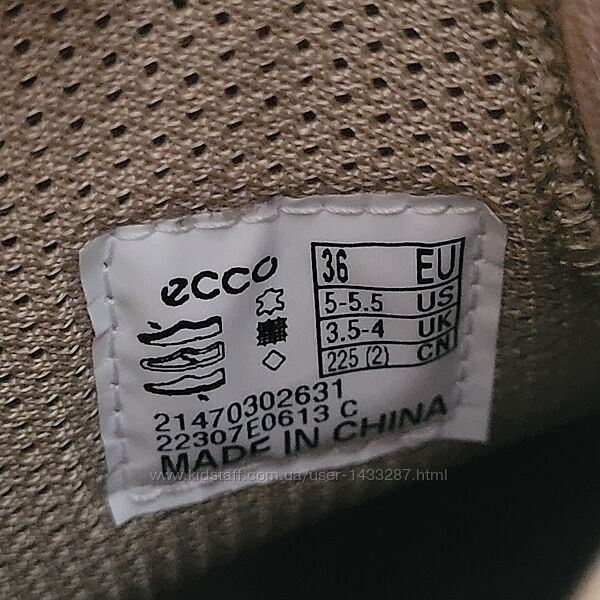 ecco
36 EU
5-5.5 US
3.5-4 UK
225 (2) CN
21470302631
22307E0613 C
MADE IN CHINA
www.kidstaff.com.ua/user-1433287.html